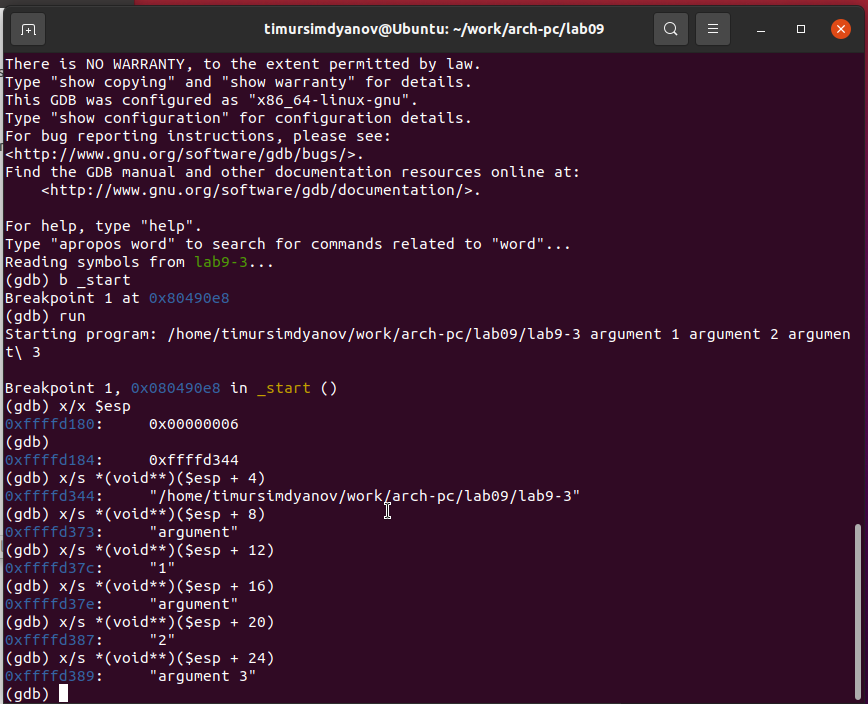 timursimdyanov@Ubuntu: ~/work/arch-pc/lab09
There is NO WARRANTY, to the extent permitted by law.
Type "show copying" and "show warranty" for details.
This GDB was configured as "x86_64-linux-gnu".
Type "show configuration" for configuration details.
For bug reporting instructions, please see:
<http://www.gnu.org/software/gdb/bugs/>.
Find the GDB manual and other documentation resources online at:
    <http://www.gnu.org/software/gdb/documentation/>.

For help, type "help".
Type "apropos word" to search for commands related to "word"...
Reading symbols from lab9-3...
(gdb) b _start
Breakpoint 1 at 0x80490e8
(gdb) run
Starting program: /home/timursimdyanov/work/arch-pc/lab09/lab9-3 argument 1 argument 2 argumen
t\ 3

Breakpoint 1, 0x080490e8 in _start ()
(gdb) x/x $esp
0xffffd180:     0x00000006
(gdb)
0xffffd184:     0xffffd344
(gdb) x/s *(void**)($esp + 4)
0xffffd344:     "/home/timursimdyanov/work/arch-pc/lab09/lab9-3"
(gdb) x/s *(void**)($esp + 8)
0xffffd373:     "argument"
(gdb) x/s *(void**)($esp + 12)
0xffffd37c:     "1"
(gdb) x/s *(void**)($esp + 16)
0xffffd37e:     "argument"
(gdb) x/s *(void**)($esp + 20)
0xffffd387:     "2"
(gdb) x/s *(void**)($esp + 24)
0xffffd389:     "argument 3"
(gdb)